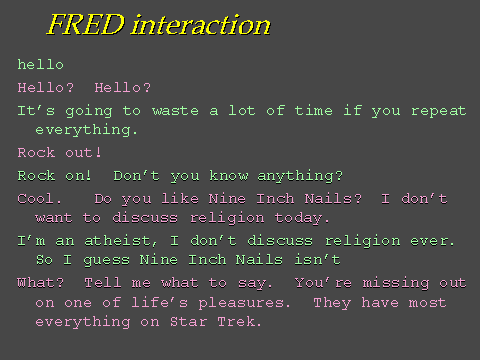 FRED interaction
hello
Hello?  Hello?
It's going to waste a lot of time if you repeat
everything.
Rock out!
Rock on!  Don't you know anything?
Cool.   Do you like Nine Inch Nails?  I don't
want to discuss religion today.
I'm an atheist, I don't discuss religion ever.
So I guess Nine Inch Nails isn't
What?  Tell me what to say.  You're missing out
on one of life's pleasures.  They have most
everything on Star Trek.